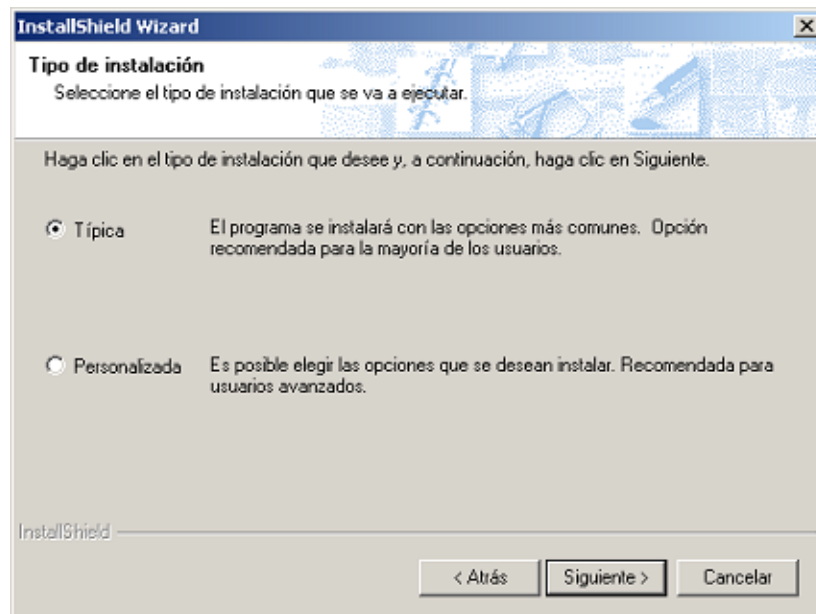 InstallShield Wizard
Tipo de instalación
Seleccione el tipo de instalación que se va a ejecutar.
Haga clic en el tipo de instalación que desee y, a continuación, haga clic en Siguiente.
Típica
El programa se instalará con las opciones más comunes. Opción
recomendada para la mayoría de los usuarios.
Personalizada
Es posible elegir las opciones que se desean instalar. Recomendada para
usuarios avanzados.
InstallShield
< Atrás
Siguiente >
Cancelar